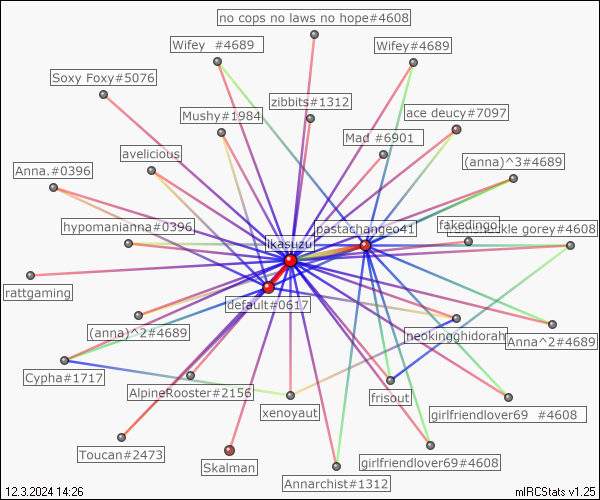 no cops no laws no hope#4608
Wifey  #4689
Wifey#4689
Soxy Foxy#5076
zibbits#1312
Mushy#1984
ace deucy#7097
Mad #6901
avelicious
(anna)^3#4689
Anna.#0396
hypomanianna#0396
pastachangeo41
fakedingo
gorey#4608
ikasuzu
rattgaming
default#0617
(anna)^2#4689
neokingghidorah
Anna^2#4689
Cypha#1717
AlpineRooster#2156
frisout
xenoyaut
girlfriendlover69  #4608
Toucan#2473
Skalman
girlfriendlover69#4608
Annarchist#1312
12.3.2024 14:26
mIRCStats v1.25